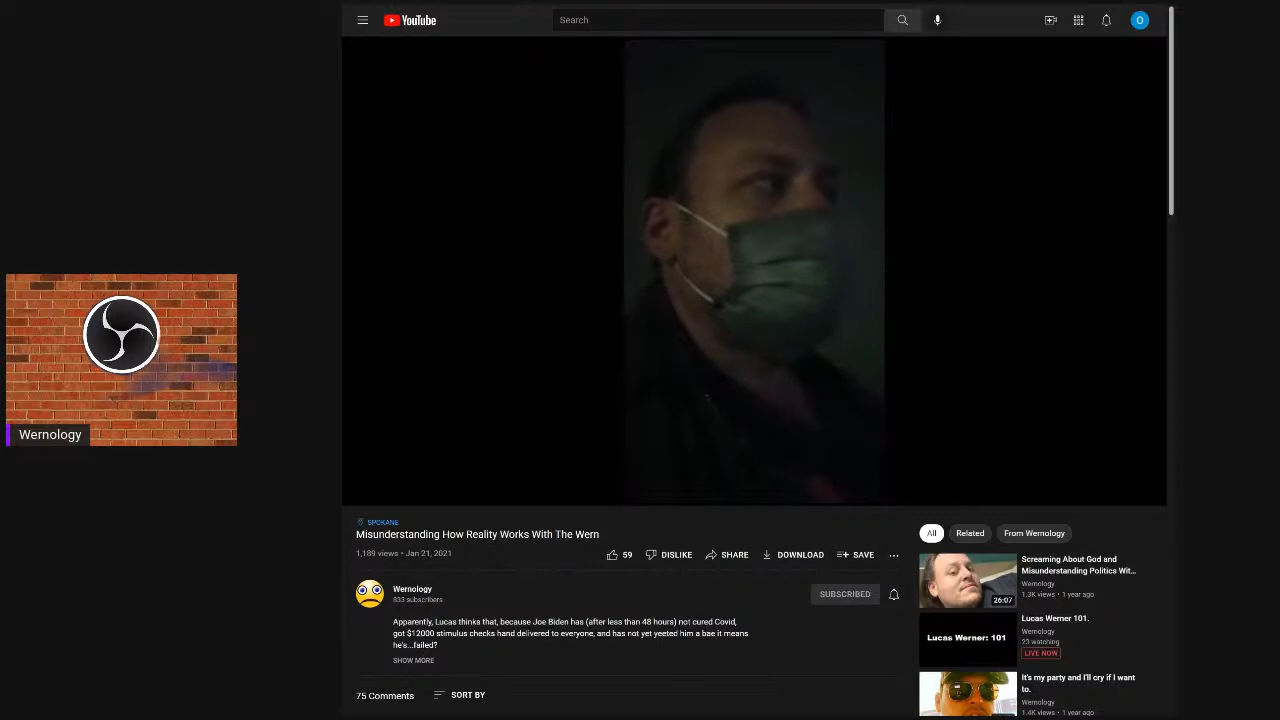 YouTube
Search
O
Wernology
SPOKANE
Misunderstanding How Reality Works With The Wern
1,189 views • Jan 21, 2021
59
DISLIKE
SHARE
DOWNLOAD
SAVE
Wernology
833 subscribers
SUBSCRIBED
Apparently, Lucas thinks that, because Joe Biden has (after less than 48 hours) not cured Covid,
got $12000 stimulus checks hand delivered to everyone, and has not yet yeeted him a bae it means
he's...failed?
SHOW MORE
75 Comments
SORT BY
All
Related
From Wernology
26:07
Screaming About God and
Misunderstanding Politics Wit...
Wernology
1.3K views • 1 year ago
Lucas Werner: 101
Lucas Werner 101.
Wernology
23 watching
LIVE NOW
It's my party and I'll cry if I want
to.
Wernology
1.4K views • 1 year ago